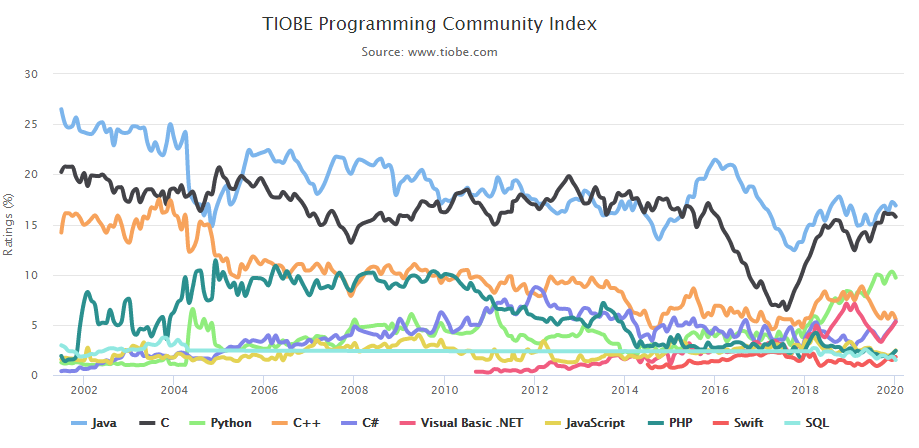 TIOBE Programming Community Index
Source: www.tiobe.com
Ratings (%)
30
25
20
15
10
5
0
2002 2004 2006 2008 2010 2012 2014 2016 2018 2020
Java C Python C++ C# Visual Basic .NET JavaScript PHP Swift SQL